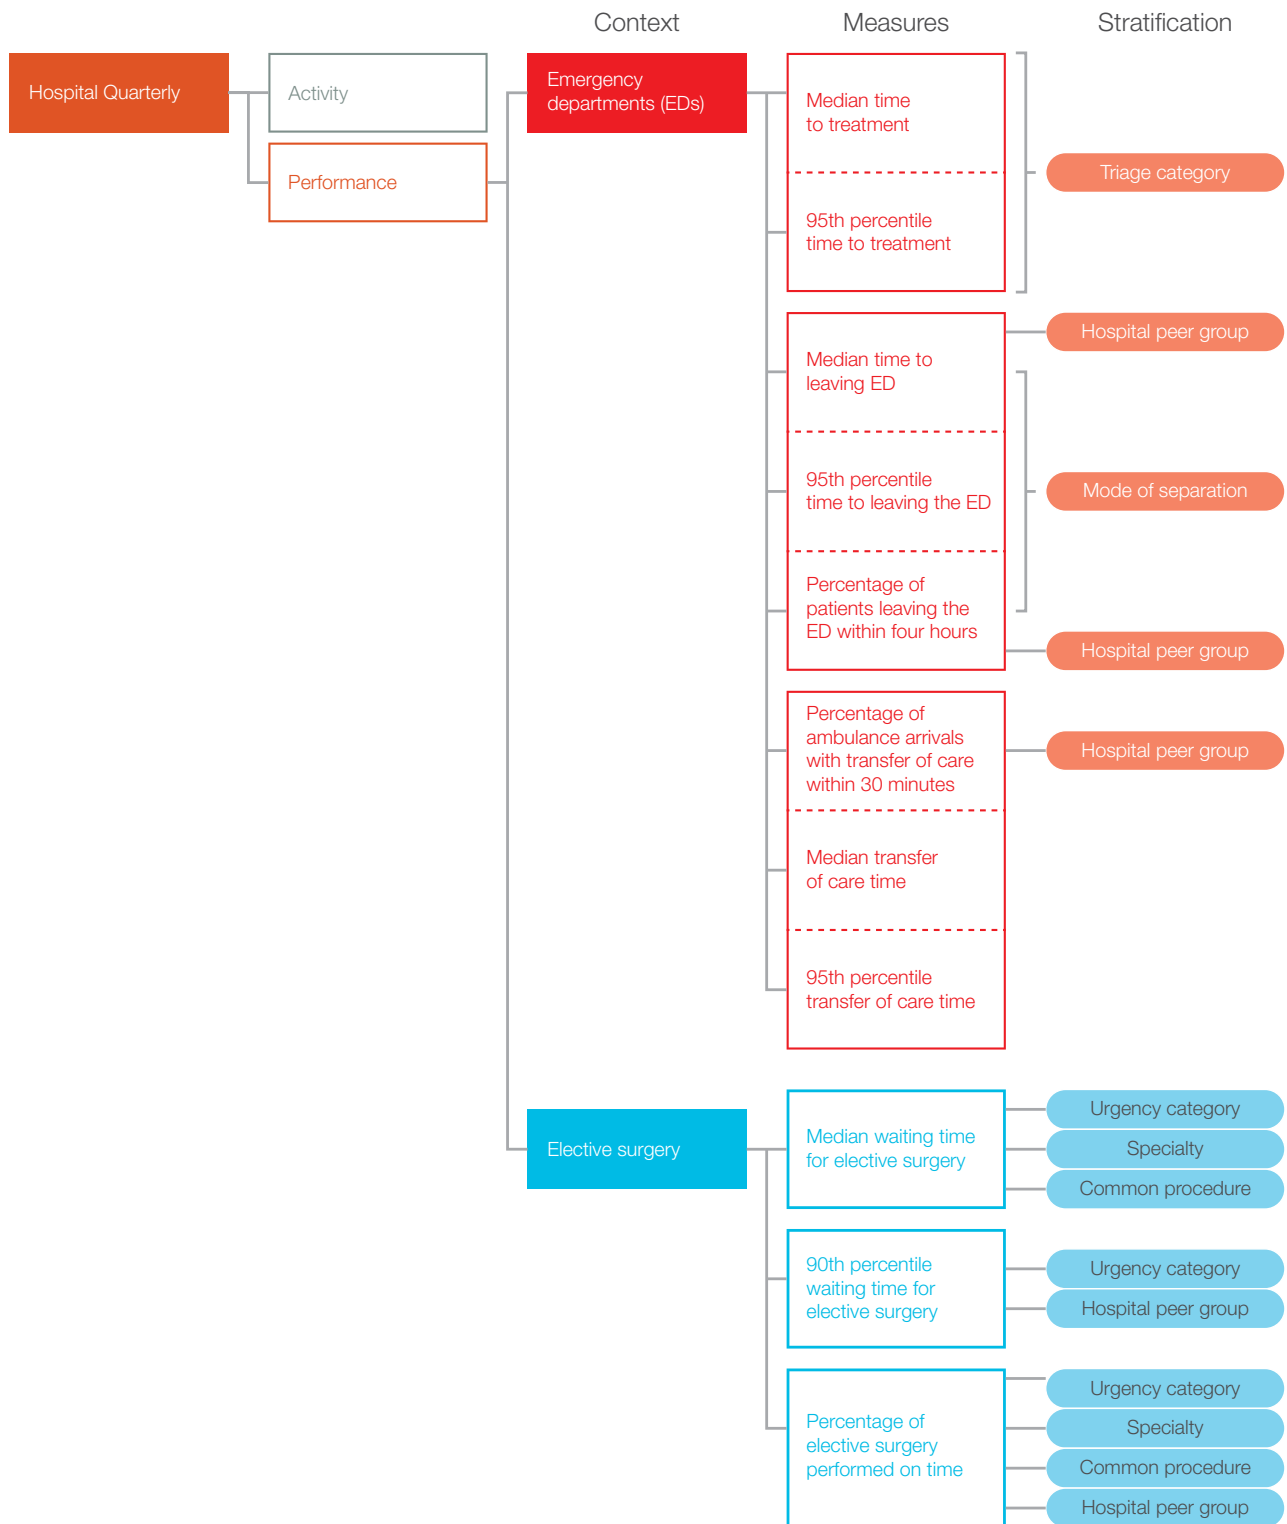 Context
Measures
Stratification
Hospital Quarterly
Activity
Performance
Emergency
departments (EDs)
Median time
to treatment
95th percentile
time to treatment
Triage category
Median time to
leaving ED
95th percentile
time to leaving the ED
Percentage of
patients leaving the
ED within four hours
Hospital peer group
Mode of separation
Hospital peer group
Percentage of
ambulance arrivals
with transfer of care
within 30 minutes
Median transfer
of care time
95th percentile
transfer of care time
Hospital peer group
Elective surgery
Median waiting time
for elective surgery
Urgency category
Specialty
Common procedure
90th percentile
waiting time for
elective surgery
Urgency category
Hospital peer group
Percentage of
elective surgery
performed on time
Urgency category
Specialty
Common procedure
Hospital peer group